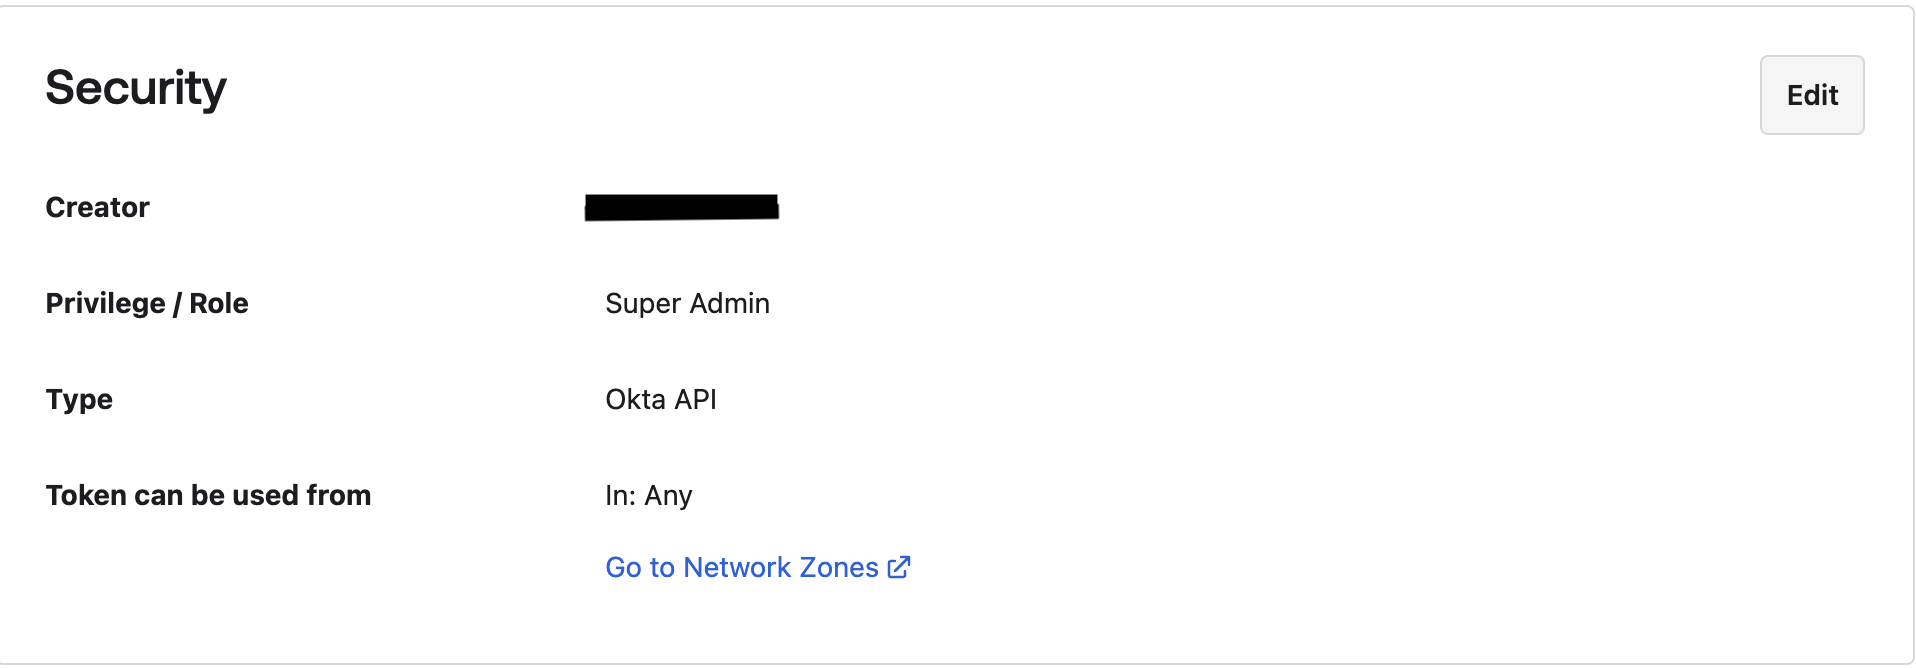 Security
Edit
Creator
Privilege / Role Super Admin
Type Okta API
Token can be used from In: Any
Go to Network Zones